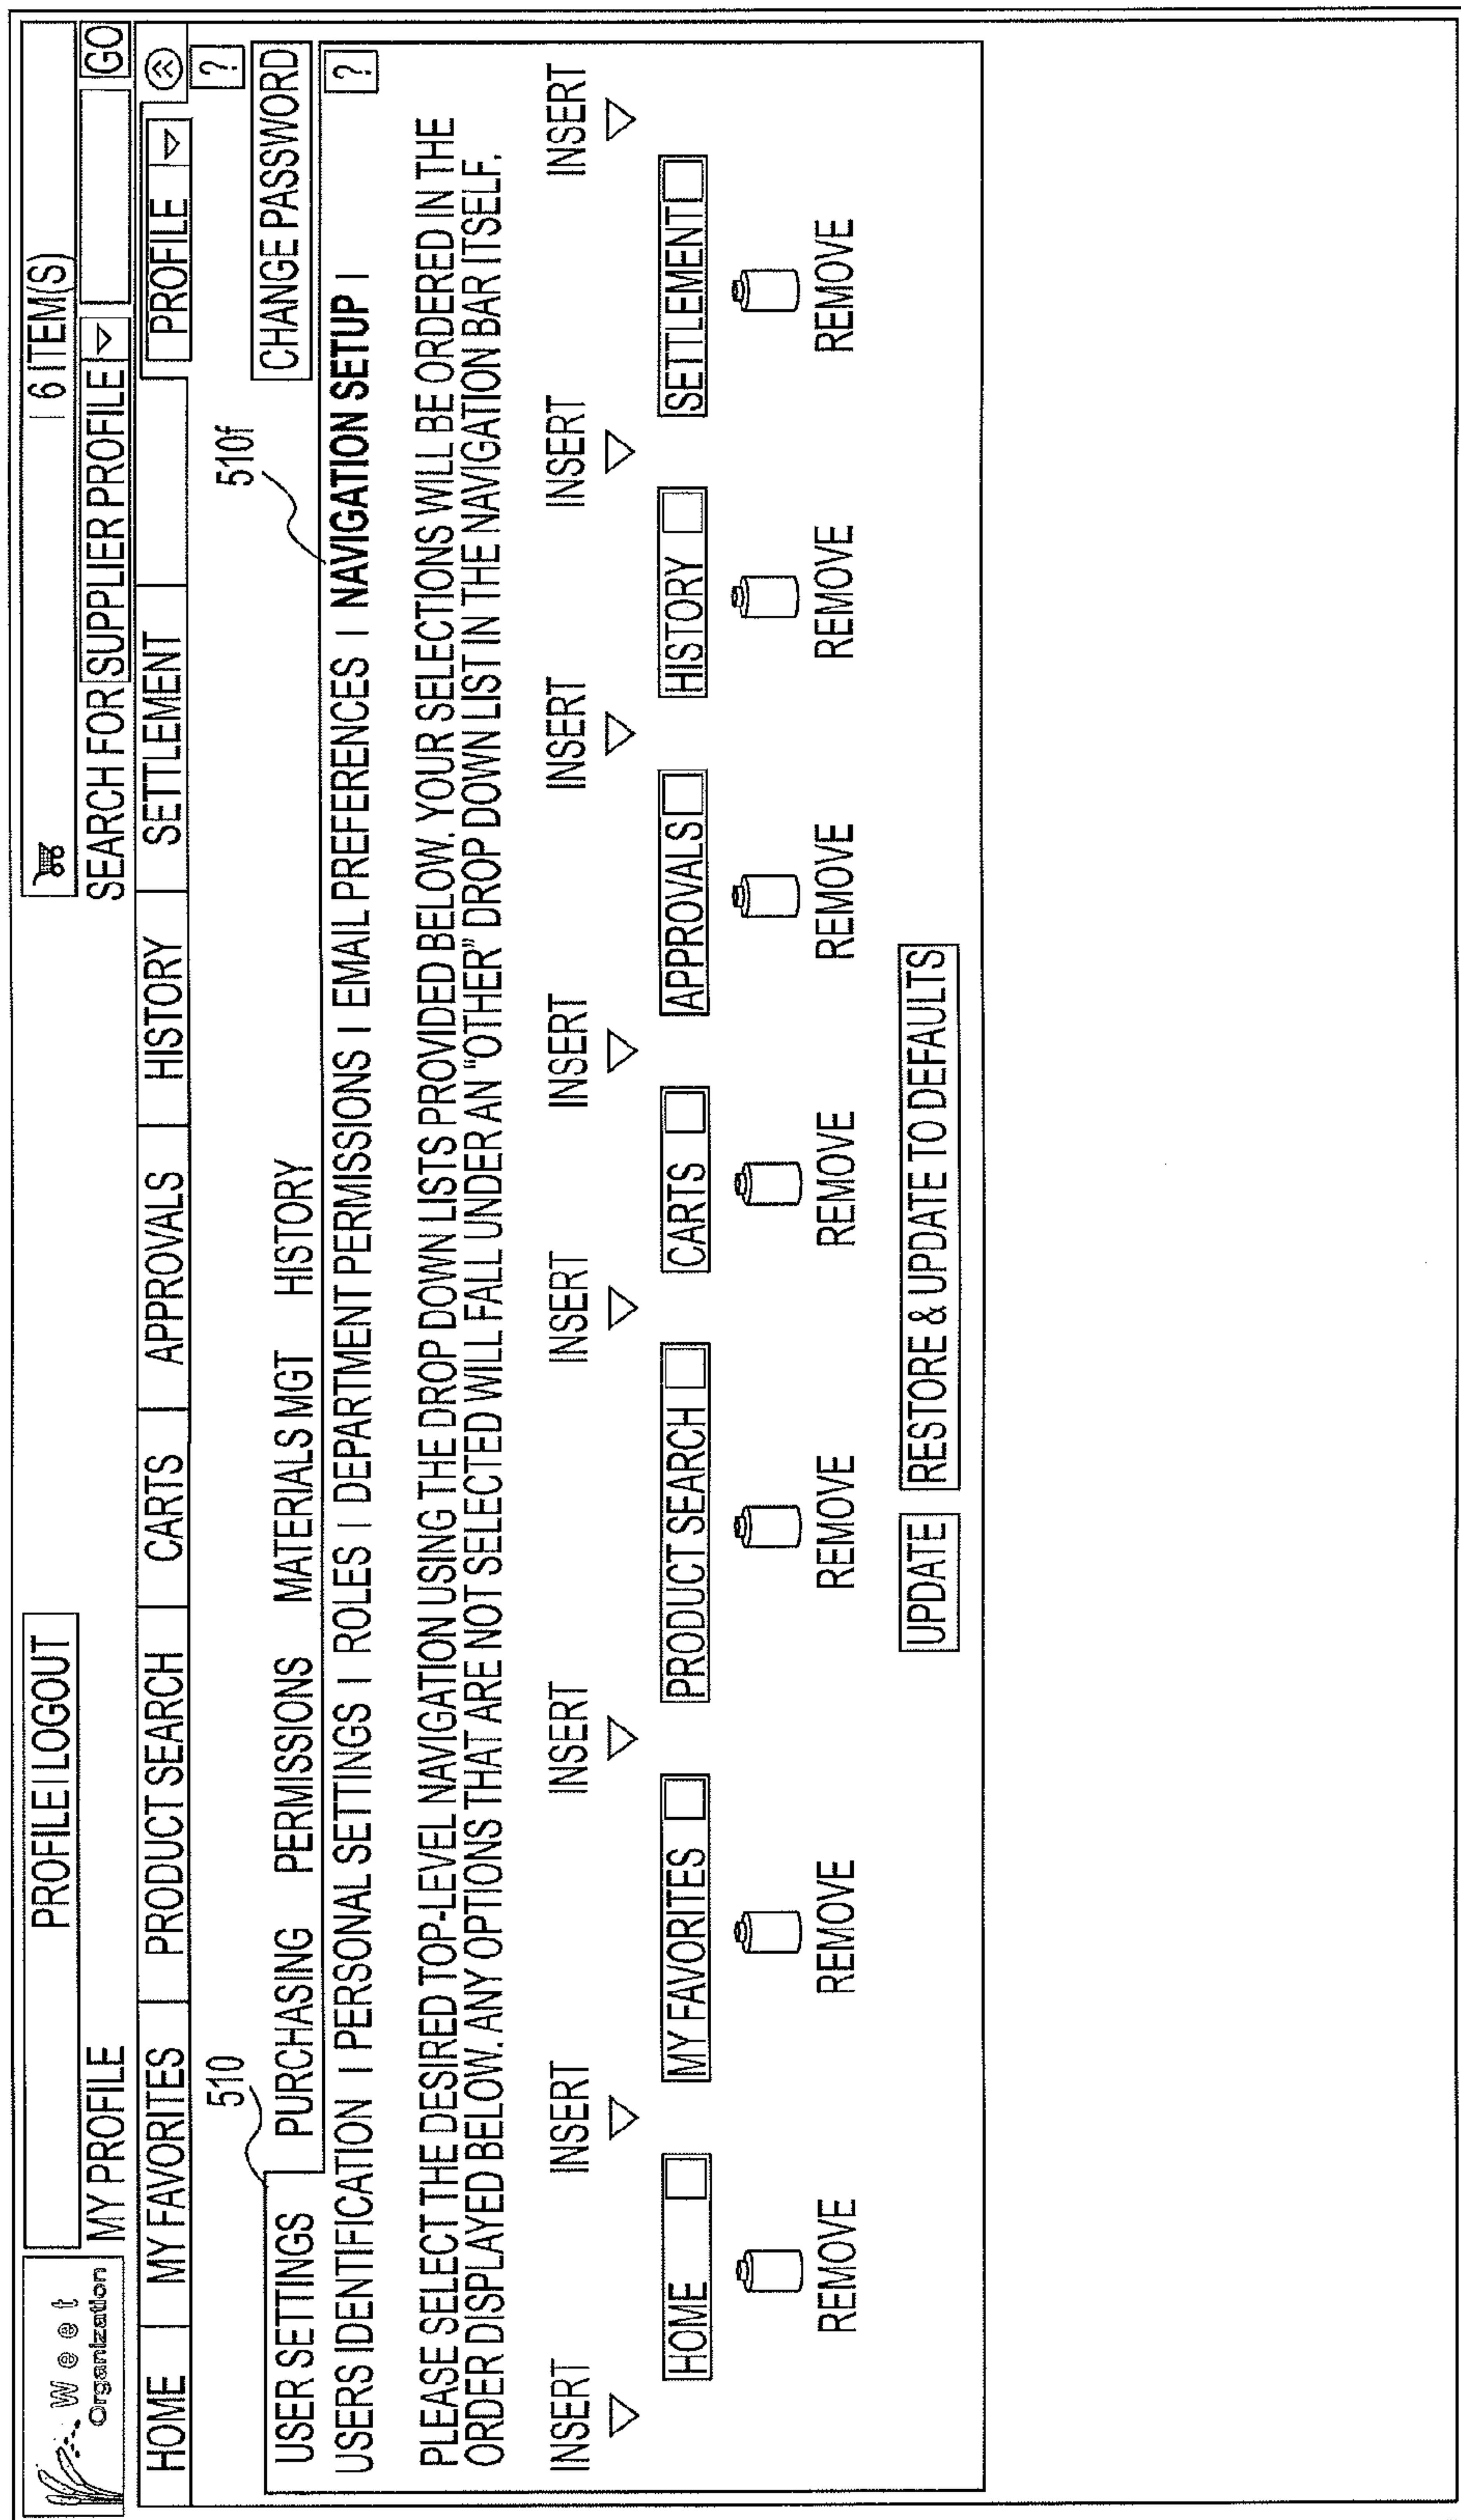 Weet
Organization
PROFILE | LOGOUT
| 6 ITEM(S)
MY PROFILE
SEARCH FOR SUPPLIER PROFILE GO
HOME MY FAVORITES PRODUCT SEARCH CARTS APPROVALS HISTORY SETTLEMENT PROFILE
510
510f
?
USER SETTINGS PURCHASING PERMISSIONS MATERIALS MGT HISTORY CHANGE PASSWORD
USERS IDENTIFICATION | PERSONAL SETTINGS | ROLES | DEPARTMENT PERMISSIONS | EMAIL PREFERENCES | NAVIGATION SETUP | ?
PLEASE SELECT THE DESIRED TOP-LEVEL NAVIGATION USING THE DROP DOWN LISTS PROVIDED BELOW. YOUR SELECTIONS WILL BE ORDERED IN THE
ORDER DISPLAYED BELOW. ANY OPTIONS THAT ARE NOT SELECTED WILL FALL UNDER AN "OTHER" DROP DOWN LIST IN THE NAVIGATION BAR ITSELF.
INSERT INSERT INSERT INSERT INSERT INSERT INSERT INSERT
HOME MY FAVORITES PRODUCT SEARCH CARTS APPROVALS HISTORY SETTLEMENT
REMOVE REMOVE REMOVE REMOVE REMOVE REMOVE REMOVE
UPDATE RESTORE & UPDATE TO DEFAULTS